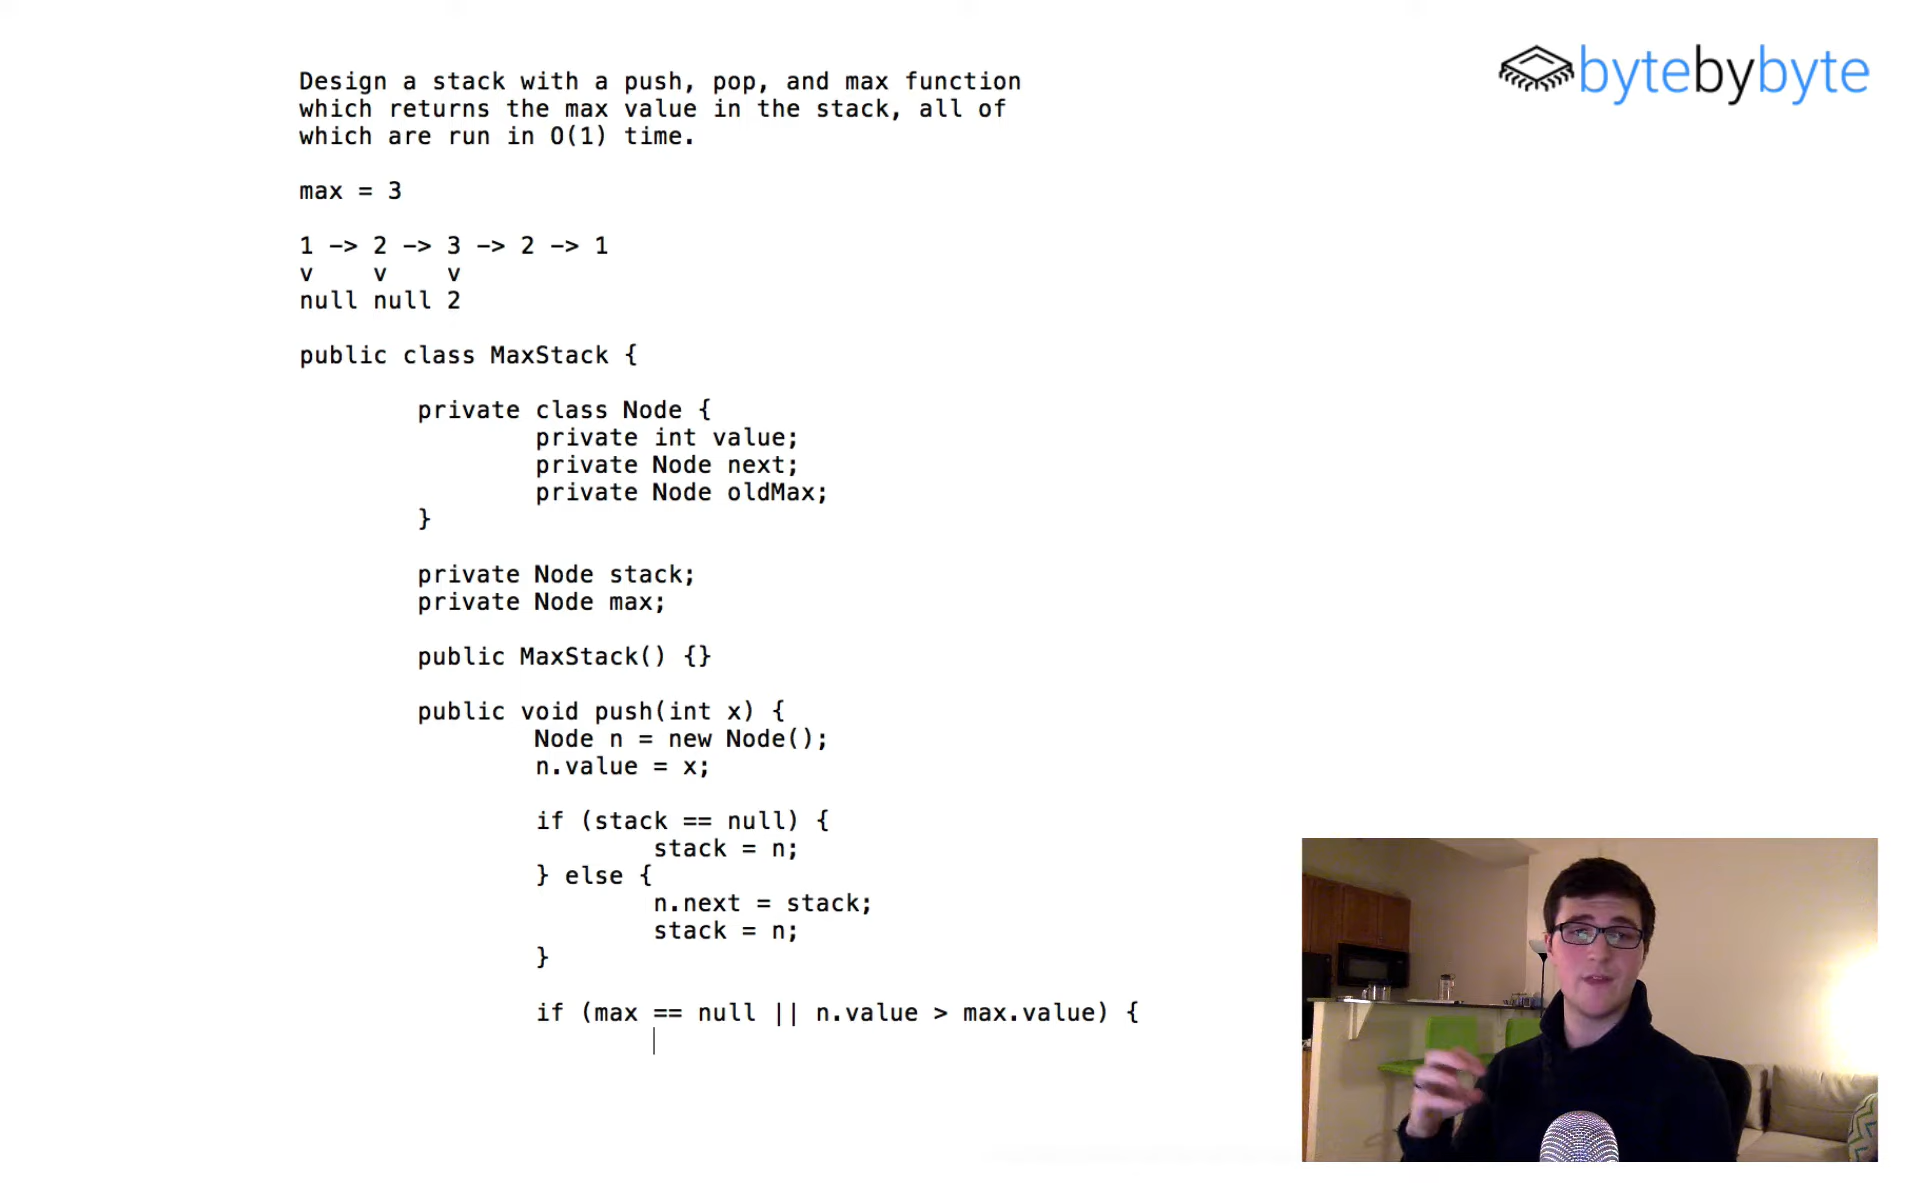 bytebybyte
Design a stack with a push, pop, and max function
which returns the max value in the stack, all of
which are run in O(1) time.
max = 3
1 -> 2 -> 3 -> 2 -> 1
v    v    v
null null 2
public class MaxStack {
        private class Node {
                private int value;
                private Node next;
                private Node oldMax;
        }
        private Node stack;
        private Node max;
        public MaxStack() {}
        public void push(int x) {
                Node n = new Node();
                n.value = x;
                if (stack == null) {
                        stack = n;
                } else {
                        n.next = stack;
                        stack = n;
                }
                if (max == null || n.value > max.value) {